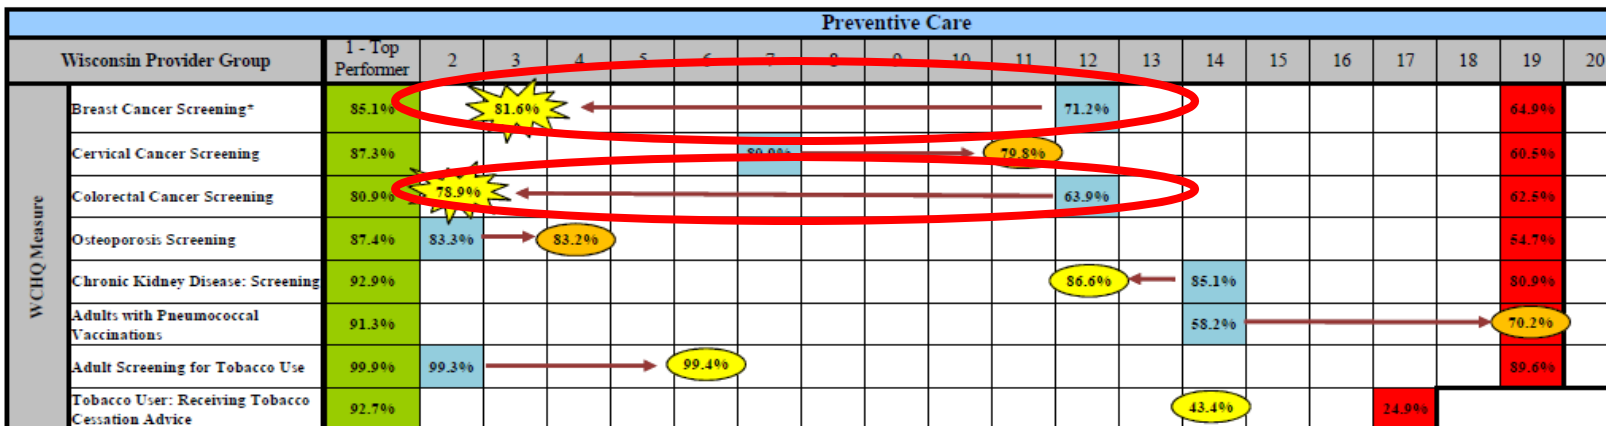 Preventive Care
Wisconsin Provider Group 1 - Top Performer 2 3 4 5 6 7 8 9 10 11 12 13 14 15 16 17 18 19 20
WCHQ Measure
Breast Cancer Screening* 85.1% 81.6% 71.2% 64.9%
Cervical Cancer Screening 87.3% 79.8% 60.5%
Colorectal Cancer Screening 80.9% 78.9% 63.9% 62.5%
Osteoporosis Screening 87.4% 83.3% 83.2% 54.7%
Chronic Kidney Disease: Screening 92.9% 86.6% 85.1% 80.9%
Adults with Pneumococcal
Vaccinations 91.3% 58.2% 70.2%
Adult Screening for Tobacco Use 99.9% 99.3% 99.4% 89.6%
Tobacco User: Receiving Tobacco
Cessation Advice 92.7% 43.4% 24.9%